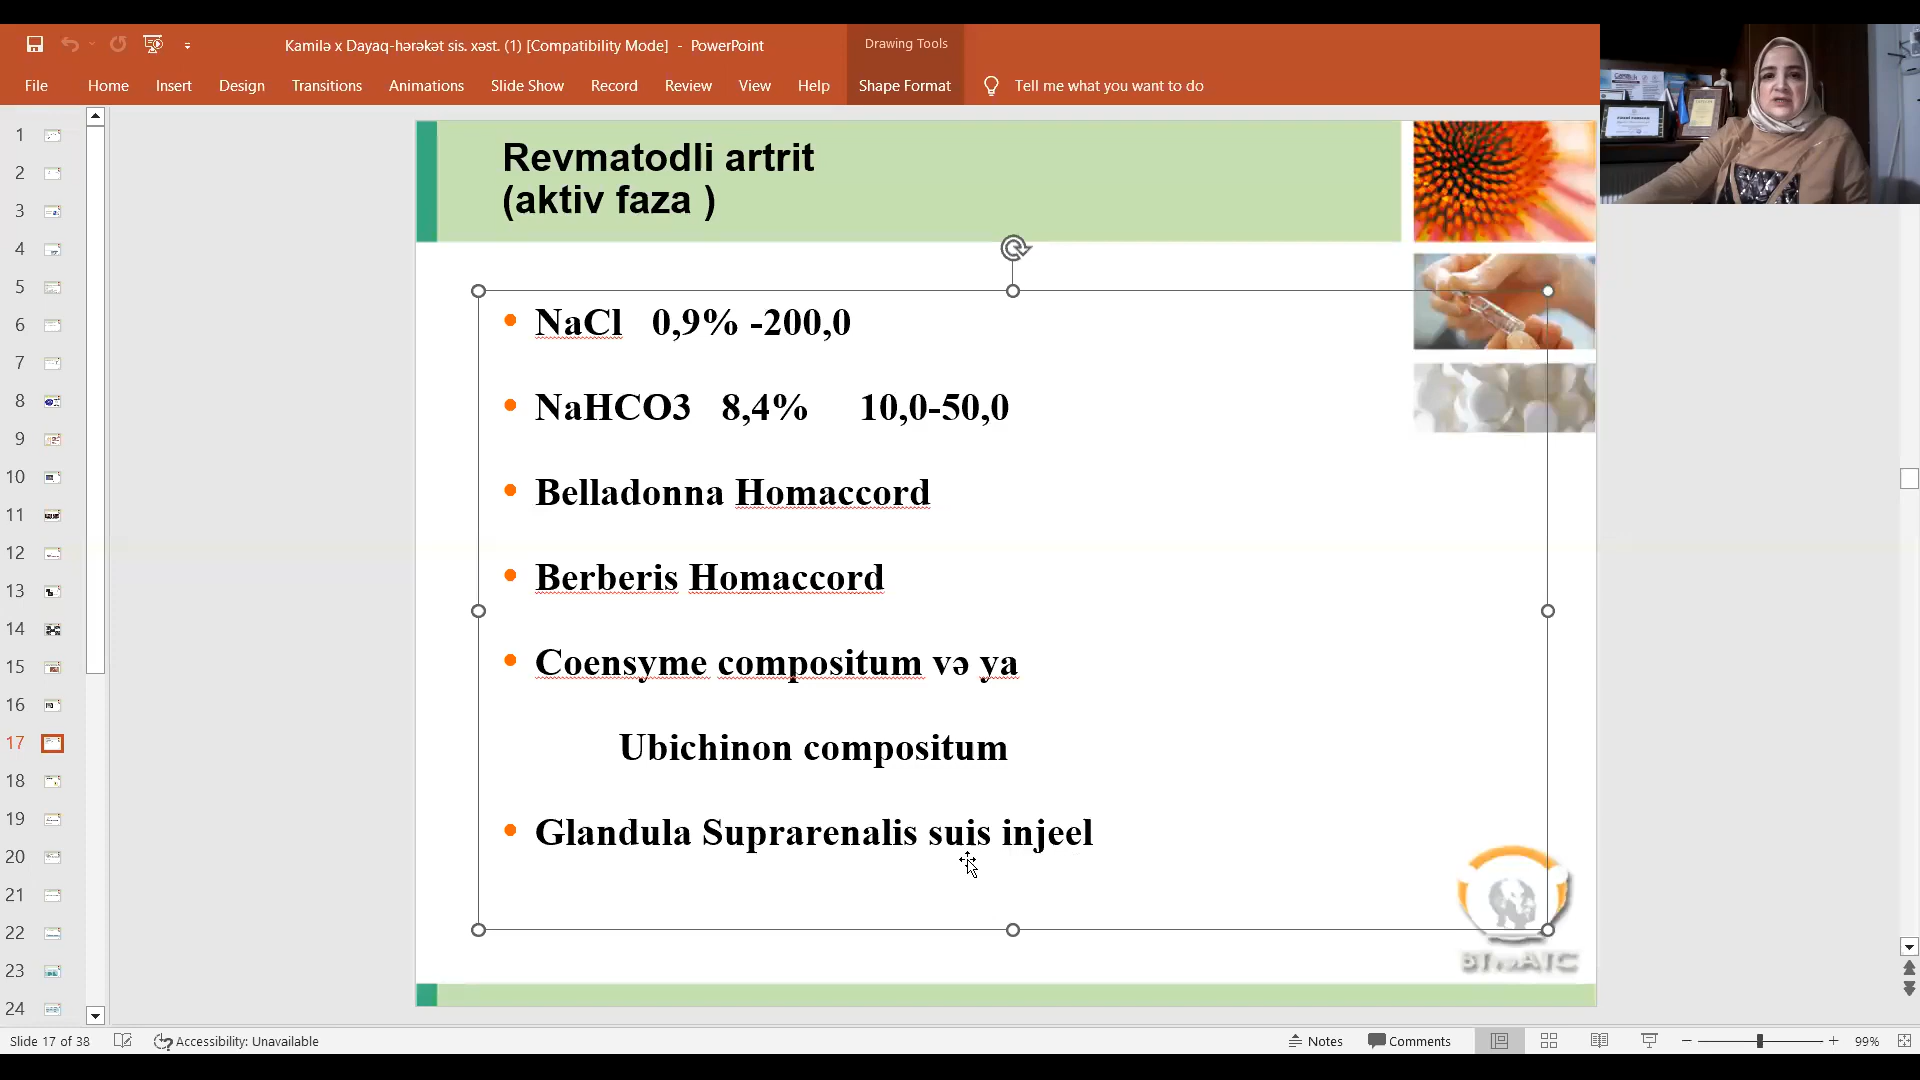 Kamilə x Dayaq-hərəkət sis. xəst. (1) [Compatibility Mode] - PowerPoint
Drawing Tools
File Home Insert Design Transitions Animations Slide Show Record Review View Help Shape Format Tell me what you want to do
Revmatodli artrit
(aktiv faza )
NaCl 0,9% -200,0
NaHCO3 8,4% 10,0-50,0
Belladonna Homaccord
Berberis Homaccord
Coensyme compositum və ya
Ubichinon compositum
Glandula Suprarenalis suis injeel
1
2
3
4
5
6
7
8
9
10
11
12
13
14
15
16
17
18
19
20
21
22
23
24
Slide 17 of 38 Accessibility: Unavailable Notes Comments 99%